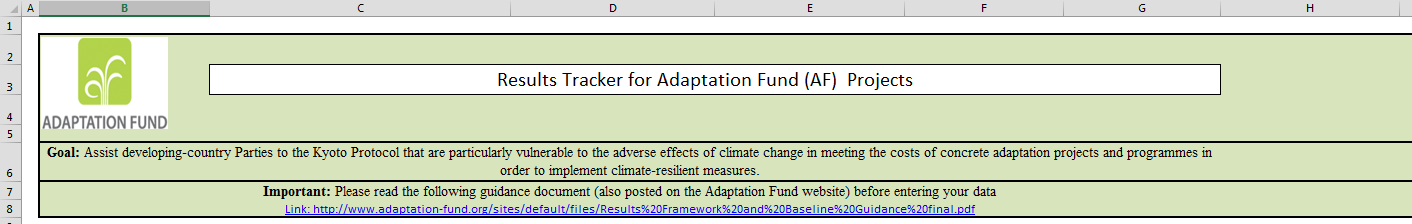 A B C D E F G H
1
2
3 Results Tracker for Adaptation Fund (AF)  Projects
4 ADAPTATION FUND
5
Goal: Assist developing-country Parties to the Kyoto Protocol that are particularly vulnerable to the adverse effects of climate change in meeting the costs of concrete adaptation projects and programmes in
6 order to implement climate-resilient measures.
7 Important: Please read the following guidance document (also posted on the Adaptation Fund website) before entering your data
8 Link: http://www.adaptation-fund.org/sites/default/files/Results%20Framework%20and%20Baseline%20Guidance%20final.pdf